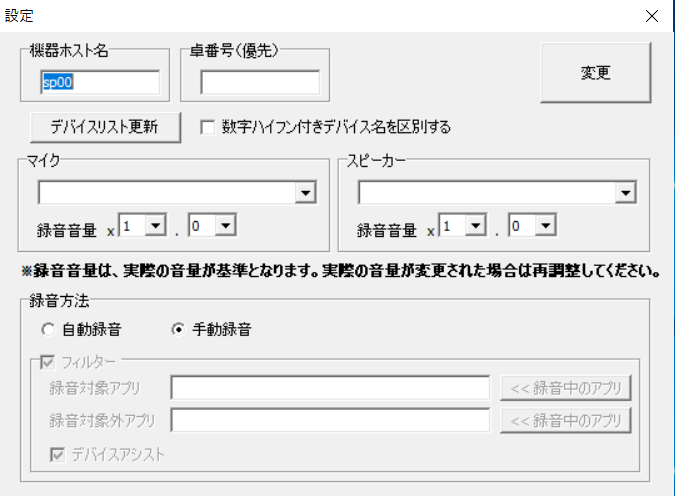 設定
機器ホスト名
卓番号(優先)
sp00
変更
デバイスリスト更新
数字ハイフン付きデバイス名を区別する
マイク
スピーカー
録音音量 x 1 . 0
録音音量 x 1 . 0
※録音音量は、実際の音量が基準となります。実際の音量が変更された場合は再調整してください。
録音方法
自動録音
手動録音
フィルター
録音対象アプリ
<< 録音中のアプリ
録音対象外アプリ
<< 録音中のアプリ
デバイスアシスト